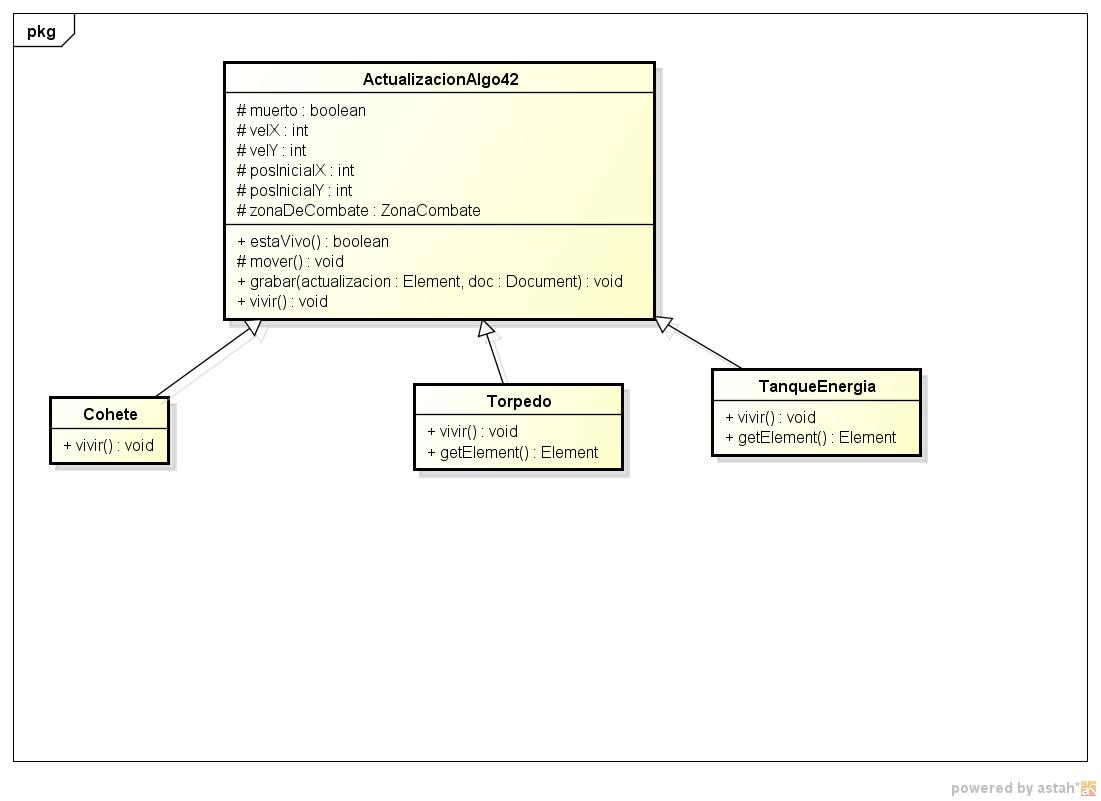 pkg
ActualizacionAlgo42
# muerto : boolean
# velX : int
# velY : int
# posInicialX : int
# posInicialY : int
# zonaDeCombate : ZonaCombate
+ estaVivo() : boolean
# mover() : void
+ grabar(actualizacion : Element, doc : Document) : void
+ vivir() : void
Cohete
+ vivir() : void
Torpedo
+ vivir() : void
+ getElement() : Element
TanqueEnergia
+ vivir() : void
+ getElement() : Element
powered by astah*